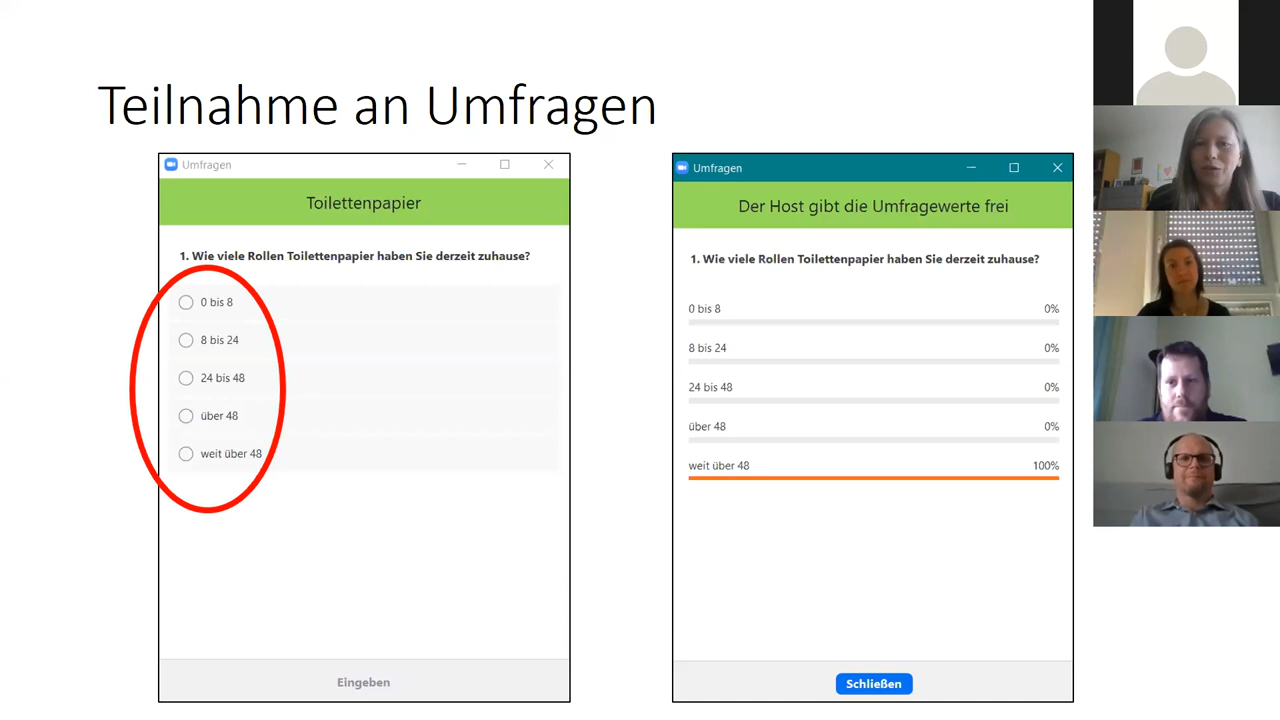 Teilnahme an Umfragen
Umfragen
Toilettenpapier
1. Wie viele Rollen Toilettenpapier haben Sie derzeit zuhause?
0 bis 8
8 bis 24
24 bis 48
über 48
weit über 48
Eingeben
Umfragen
Der Host gibt die Umfragewerte frei
1. Wie viele Rollen Toilettenpapier haben Sie derzeit zuhause?
0 bis 8 0%
8 bis 24 0%
24 bis 48 0%
über 48 0%
weit über 48 100%
Schließen